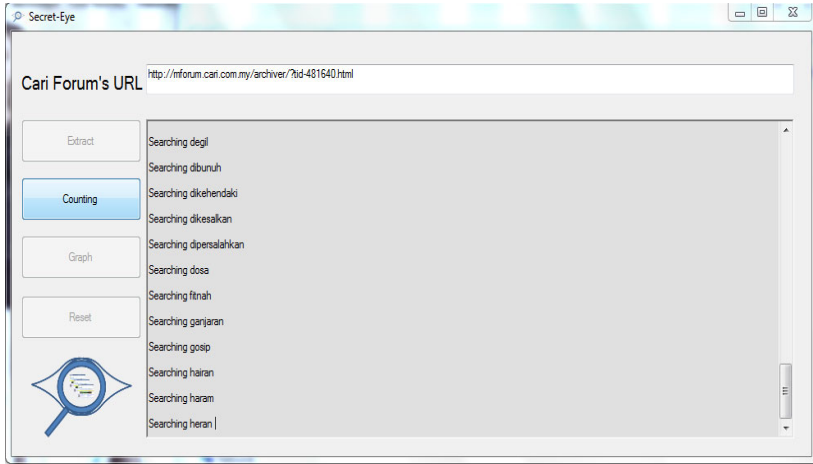 Secret-Eye
Cari Forum's URL
http://mforum.cari.com.my/archiver/?tid-481640.html
Extract
Counting
Graph
Reset
Searching degil
Searching dibunuh
Searching dikehendaki
Searching dikesalkan
Searching dipersalahkan
Searching dosa
Searching fitnah
Searching ganjaran
Searching gosip
Searching hairan
Searching haram
Searching heran